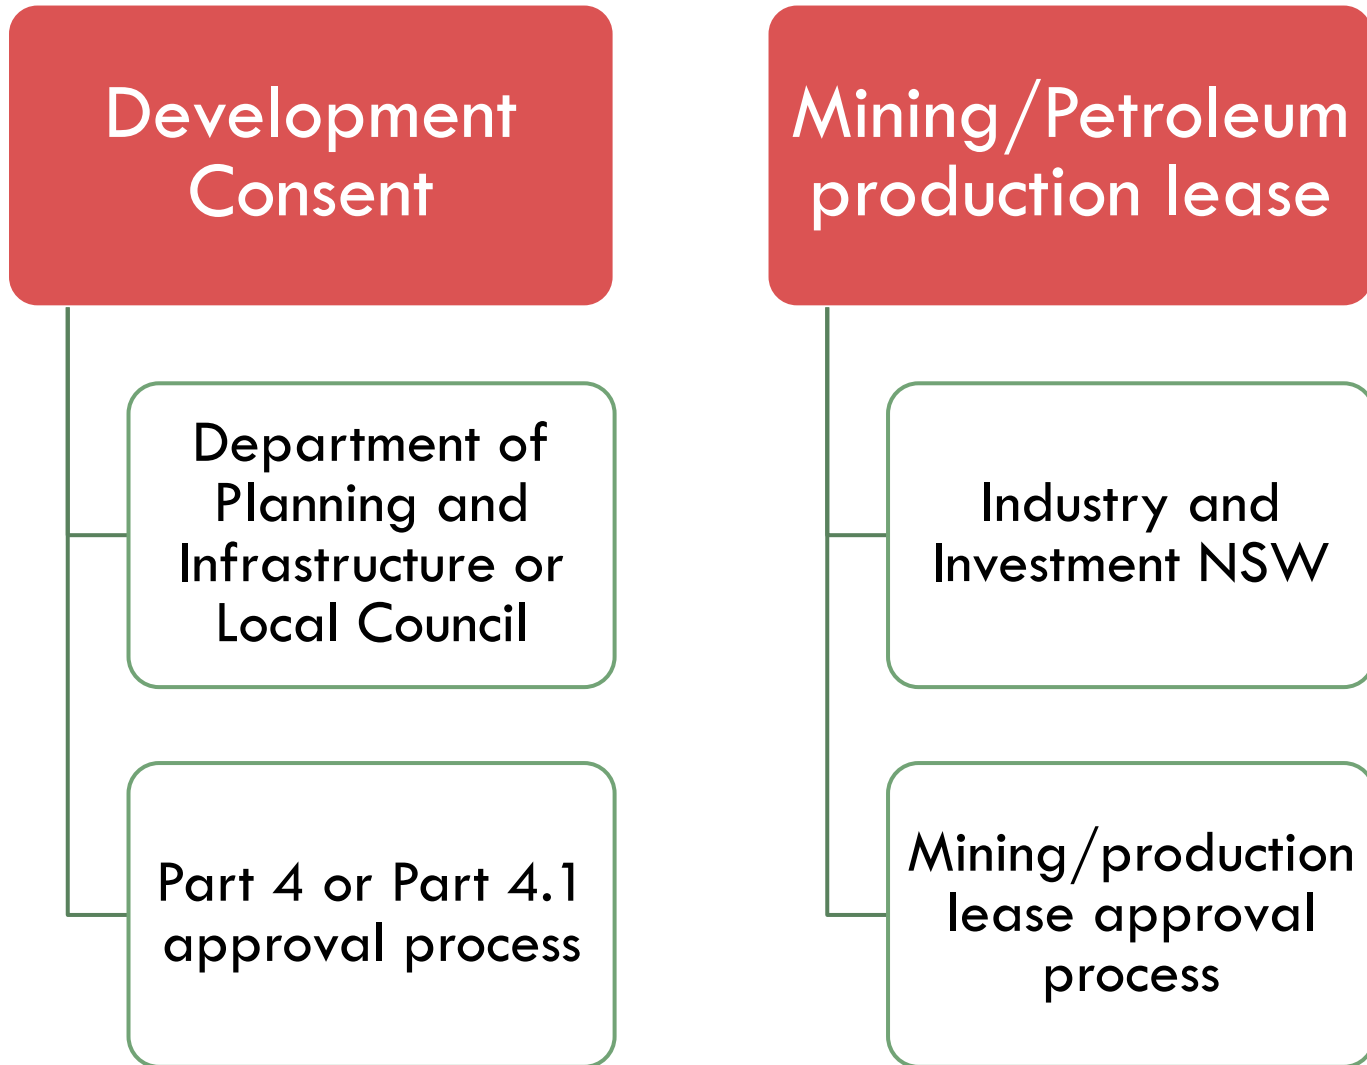 Development
Consent
Department of
Planning and
Infrastructure or
Local Council
Part 4 or Part 4.1
approval process
Mining/Petroleum
production lease
Industry and
Investment NSW
Mining/production
lease approval
process